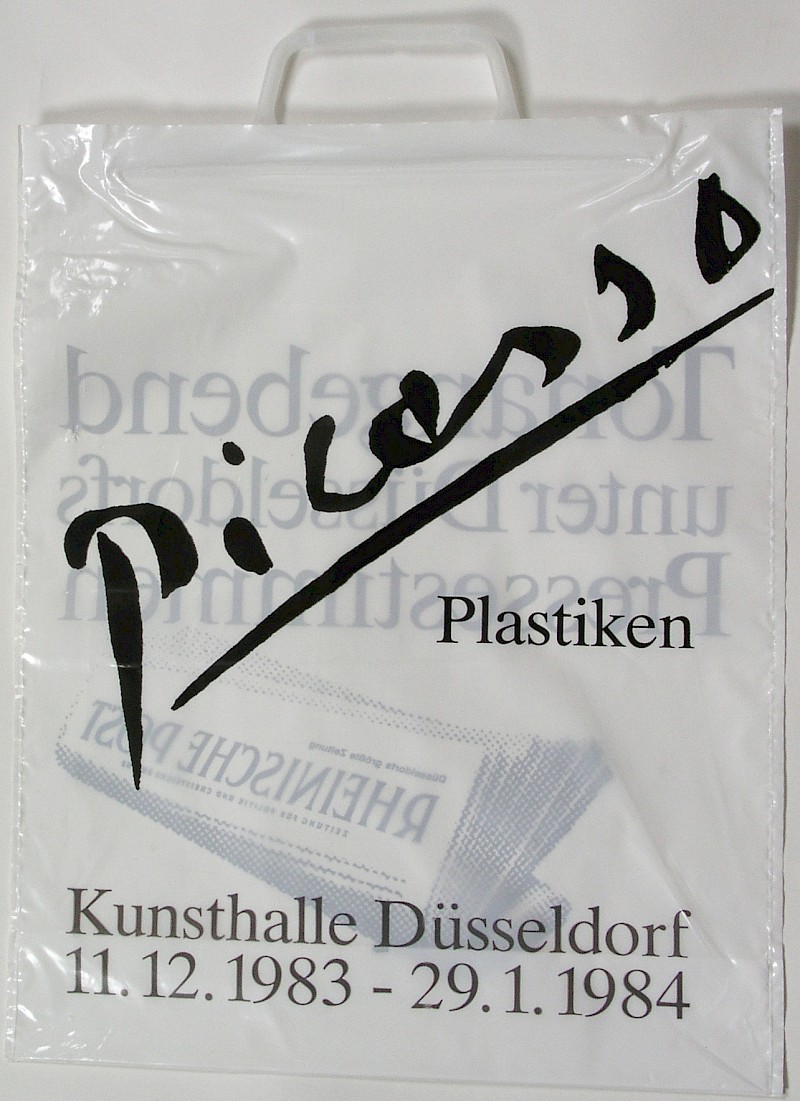 Picasso
Plastiken
Kunsthalle Düsseldorf
11.12.1983 - 29.1.1984
Tonangebend
unter Düsseldorfs
Pressestimmen
Düsseldorfs größte Zeitung
RHEINISCHE POST
ZEITUNG FÜR POLITIK UND CHRISTLICHE KULTUR